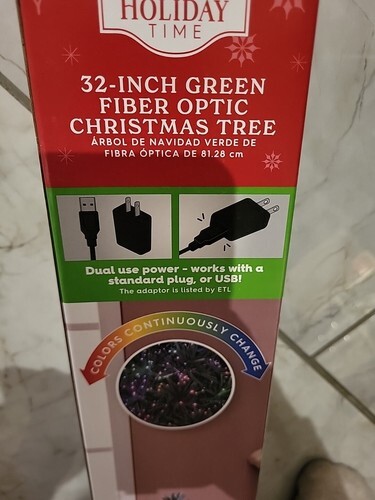 HOLIDAY
TIME
32-INCH GREEN
FIBER OPTIC
CHRISTMAS TREE
ÁRBOL DE NAVIDAD VERDE DE
FIBRA ÓPTICA DE 81.28 cm
Dual use power - works with a
standard plug, or USB!
The adaptor is listed by ETL
COLORS CONTINUOUSLY CHANGE